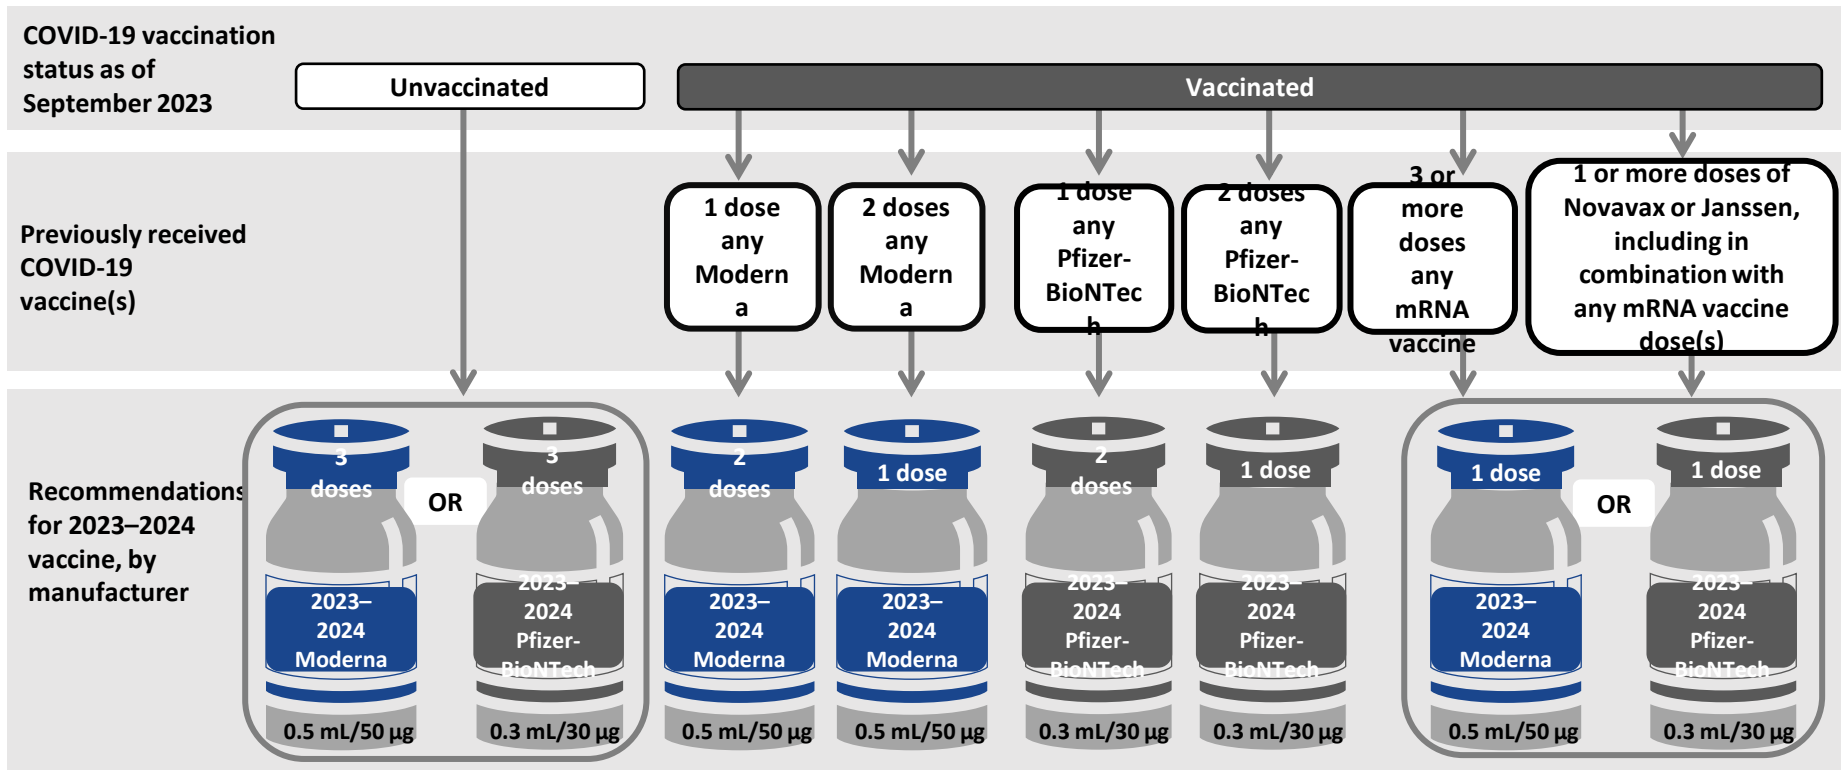 COVID-19 vaccination
status as of
September 2023
Unvaccinated
Vaccinated
Previously received
COVID-19
vaccine(s)
1 dose
any
Modern
a
2 doses
any
Modern
a
1 dose
any
Pfizer-
BioNTec
h
2 doses
any
Pfizer-
BioNTec
h
3 or
more
doses
any
mRNA
vaccine
1 or more doses of
Novavax or Janssen,
including in
combination with
any mRNA vaccine
dose(s)
Recommendations
for 2023–2024
vaccine, by
manufacturer
3
doses
2023–
2024
Moderna
0.5 mL/50 µg
OR
3
doses
2023–
2024
Pfizer-
BioNTech
0.3 mL/30 µg
2
doses
2023–
2024
Moderna
0.5 mL/50 µg
1 dose
2023–
2024
Moderna
0.5 mL/50 µg
2
doses
2023–
2024
Pfizer-
BioNTech
0.3 mL/30 µg
1 dose
2023–
2024
Pfizer-
BioNTech
0.3 mL/30 µg
1 dose
2023–
2024
Moderna
0.5 mL/50 µg
OR
1 dose
2023–
2024
Pfizer-
BioNTech
0.3 mL/30 µg